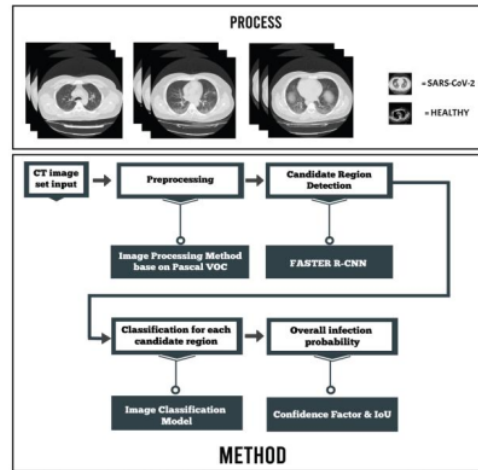 PROCESS
= SARS-CoV-2
= HEALTHY
CT image
set input
Preprocessing
Candidate Region
Detection
Image Processing Method
base on Pascal VOC
FASTER R-CNN
Classification for each
candidate region
Overall infection
probability
Image Classification
Model
Confidence Factor & IoU
METHOD